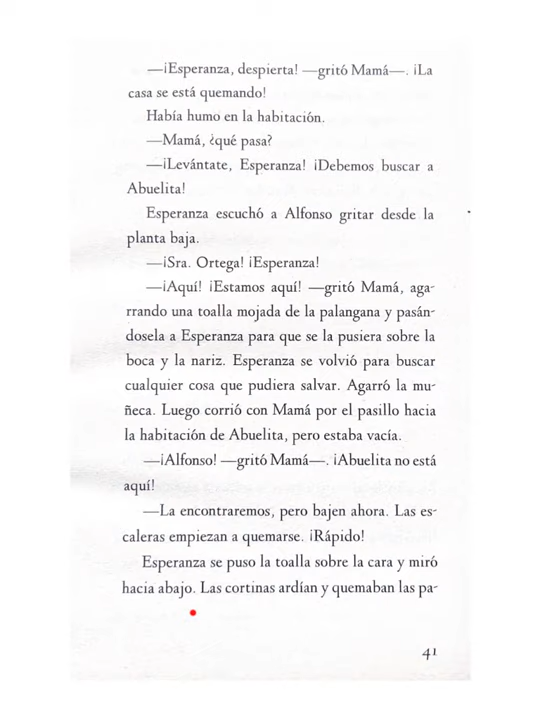 —¡Esperanza, despierta! —gritó Mamá—. ¡La
casa se está quemando!
Había humo en la habitación.
—Mamá, ¿qué pasa?
—¡Levántate, Esperanza! ¡Debemos buscar a
Abuelita!
Esperanza escuchó a Alfonso gritar desde la
planta baja.
—¡Sra. Ortega! ¡Esperanza!
—¡Aquí! ¡Estamos aquí! —gritó Mamá, aga-
rrando una toalla mojada de la palangana y pasán-
dosela a Esperanza para que se la pusiera sobre la
boca y la nariz. Esperanza se volvió para buscar
cualquier cosa que pudiera salvar. Agarró la mu-
ñeca. Luego corrió con Mamá por el pasillo hacia
la habitación de Abuelita, pero estaba vacía.
—¡Alfonso! —gritó Mamá—. ¡Abuelita no está
aquí!
—La encontraremos, pero bajen ahora. Las es-
caleras empiezan a quemarse. ¡Rápido!
Esperanza se puso la toalla sobre la cara y miró
hacia abajo. Las cortinas ardían y quemaban las pa-
41